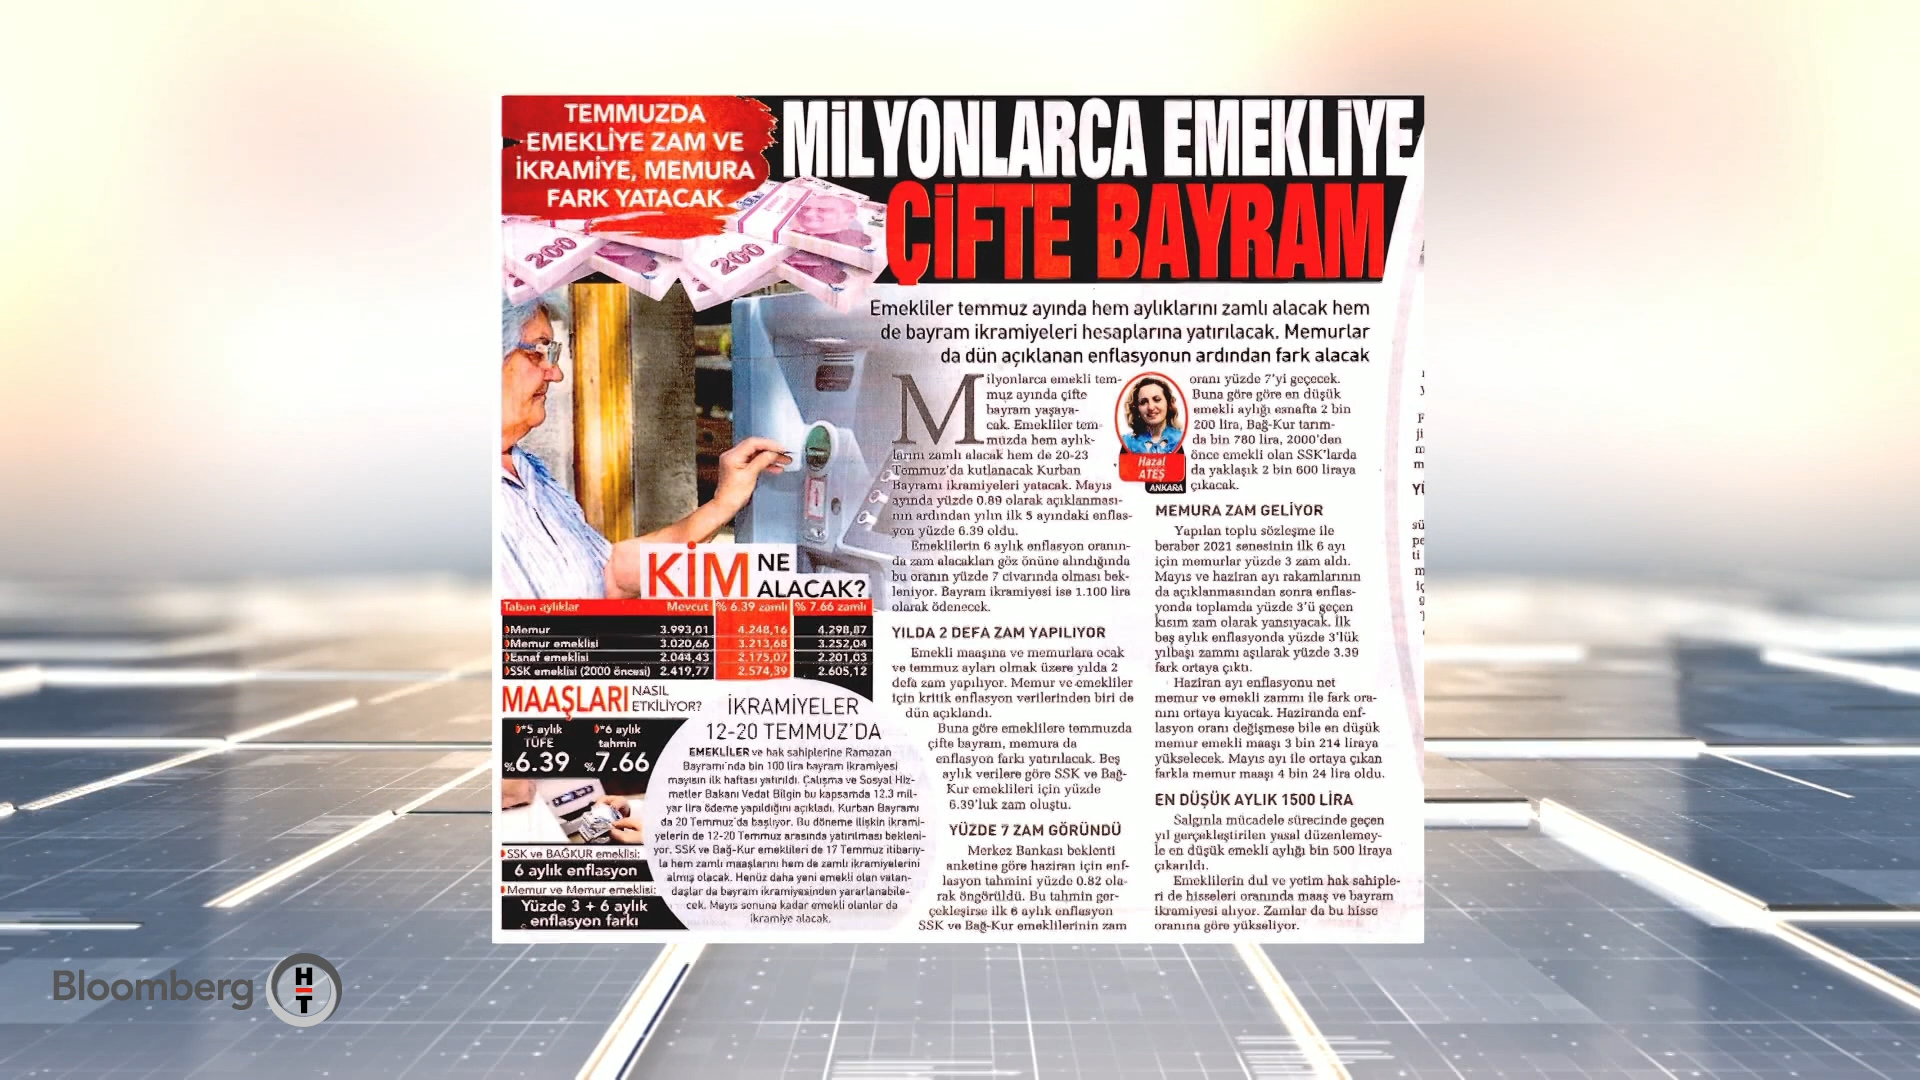 TEMMUZDA
EMEKLİYE ZAM VE
İKRAMİYE, MEMURA
FARK YATACAK
MİLYONLARCA EMEKLİYE
ÇİFTE BAYRAM
200
200
Emekliler temmuz ayında hem aylıklarını zamlı alacak hem
de bayram ikramiyeleri hesaplarına yatırılacak. Memurlar
da dün açıklanan enflasyonun ardından fark alacak
Milyonlarca emekli tem-
muz ayında çifte
bayram yaşaya-
cak. Emekliler tem-
muzda hem aylık-
larını zamlı alacak hem de 20-23
Temmuz'da kutlanacak Kurban
Bayramı ikramiyeleri yatacak. Mayıs
ayında yüzde 0.89 olarak açıklanması-
nın ardından yılın ilk 5 ayındaki enflas-
yon yüzde 6.39 oldu.
Emeklilerin 6 aylık enflasyon oranın-
da zam alacakları göz önüne alındığında
bu oranın yüzde 7 civarında olması bek-
leniyor. Bayram ikramiyesi ise 1.100 lira
olarak ödenecek.
YILDA 2 DEFA ZAM YAPILIYOR
Emekli maaşına ve memurlara ocak
ve temmuz ayları olmak üzere yılda 2
defa zam yapılıyor. Memur ve emekliler
için kritik enflasyon verilerinden biri de
dün açıklandı.
Buna göre emeklilere temmuzda
çifte bayram, memura da
enflasyon farkı yatırılacak. Beş
aylık verilere göre SSK ve Bağ-
Kur emeklileri için yüzde
6.39'luk zam oluştu.
YÜZDE 7 ZAM GÖRÜNDÜ
Merkez Bankası beklenti
anketine göre haziran için enf-
lasyon tahmini yüzde 0.82 ola-
rak öngörüldü. Bu tahmin ger-
çekleşirse ilk 6 aylık enflasyon
SSK ve Bağ-Kur emeklilerinin zam
Hazal
ATEŞ
ANKARA
oranı yüzde 7'yi geçecek.
Buna göre göre en düşük
emekli aylığı esnafta 2 bin
200 lira, Bağ-Kur tarım-
da bin 780 lira, 2000'den
önce emekli olan SSK'larda
da yaklaşık 2 bin 600 liraya
çıkacak.
MEMURA ZAM GELİYOR
Yapılan toplu sözleşme ile
beraber 2021 senesinin ilk 6 ayı
için memurlar yüzde 3 zam aldı.
Mayıs ve haziran ayı rakamlarının
da açıklanmasından sonra enflas-
yonda toplamda yüzde 3'ü geçen
kısım zam olarak yansıyacak. İlk
beş aylık enflasyonda yüzde 3'lük
yılbaşı zammı aşılarak yüzde 3.39
fark ortaya çıktı.
Haziran ayı enflasyonu net
memur ve emekli zammı ile fark ora-
nını ortaya kıyacak. Haziranda enf-
lasyon oranı değişmese bile en düşük
memur emekli maaşı 3 bin 214 liraya
yükselecek. Mayıs ayı ile ortaya çıkan
farkla memur maaşı 4 bin 24 lira oldu.
EN DÜŞÜK AYLIK 1500 LİRA
Salgınla mücadele sürecinde geçen
yıl gerçekleştirilen yasal düzenlemey-
le en düşük emekli aylığı bin 500 liraya
çıkarıldı.
Emeklilerin dul ve yetim hak sahiple-
ri de hisseleri oranında maaş ve bayram
ikramiyesi alıyor. Zamlar da bu hisse
oranına göre yükseliyor.
KİM NE ALACAK?
Taban aylıklar Mevcut % 6.39 zamlı % 7.66 zamlı
Memur 3.993,01 4.248,16 4.298,87
Memur emeklisi 3.020,66 3.213,68 3.252,04
Esnaf emeklisi 2.044,43 2.175,07 2.201,03
SSK emeklisi (2000 öncesi) 2.419,77 2.574,39 2.605,12
MAAŞLARI NASIL ETKİLİYOR?
*5 aylık TÜFE
%6.39
*6 aylık tahmin
%7.66
SSK ve BAĞKUR emeklisi:
6 aylık enflasyon
Memur ve Memur emeklisi:
Yüzde 3 + 6 aylık
enflasyon farkı
İKRAMİYELER
12-20 TEMMUZ'DA
EMEKLİLER ve hak sahiplerine Ramazan
Bayramı'nda bin 100 lira bayram ikramiyesi
mayısın ilk haftası yatırıldı. Çalışma ve Sosyal Hiz-
metler Bakanı Vedat Bilgin bu kapsamda 12.3 mil-
yar lira ödeme yapıldığını açıkladı. Kurban Bayramı
da 20 Temmuz'da başlıyor. Bu döneme ilişkin ikrami-
yelerin de 12-20 Temmuz arasında yatırılması bekleni-
yor. SSK ve Bağ-Kur emeklileri de 17 Temmuz itibarıy-
la hem zamlı maaşlarını hem de zamlı ikramiyelerini
almış olacak. Henüz daha yeni emekli olan vatan-
daşlar da bayram ikramiyesinden yararlanabile-
cek. Mayıs sonuna kadar emekli olanlar da
ikramiye alacak.
Bloomberg HT